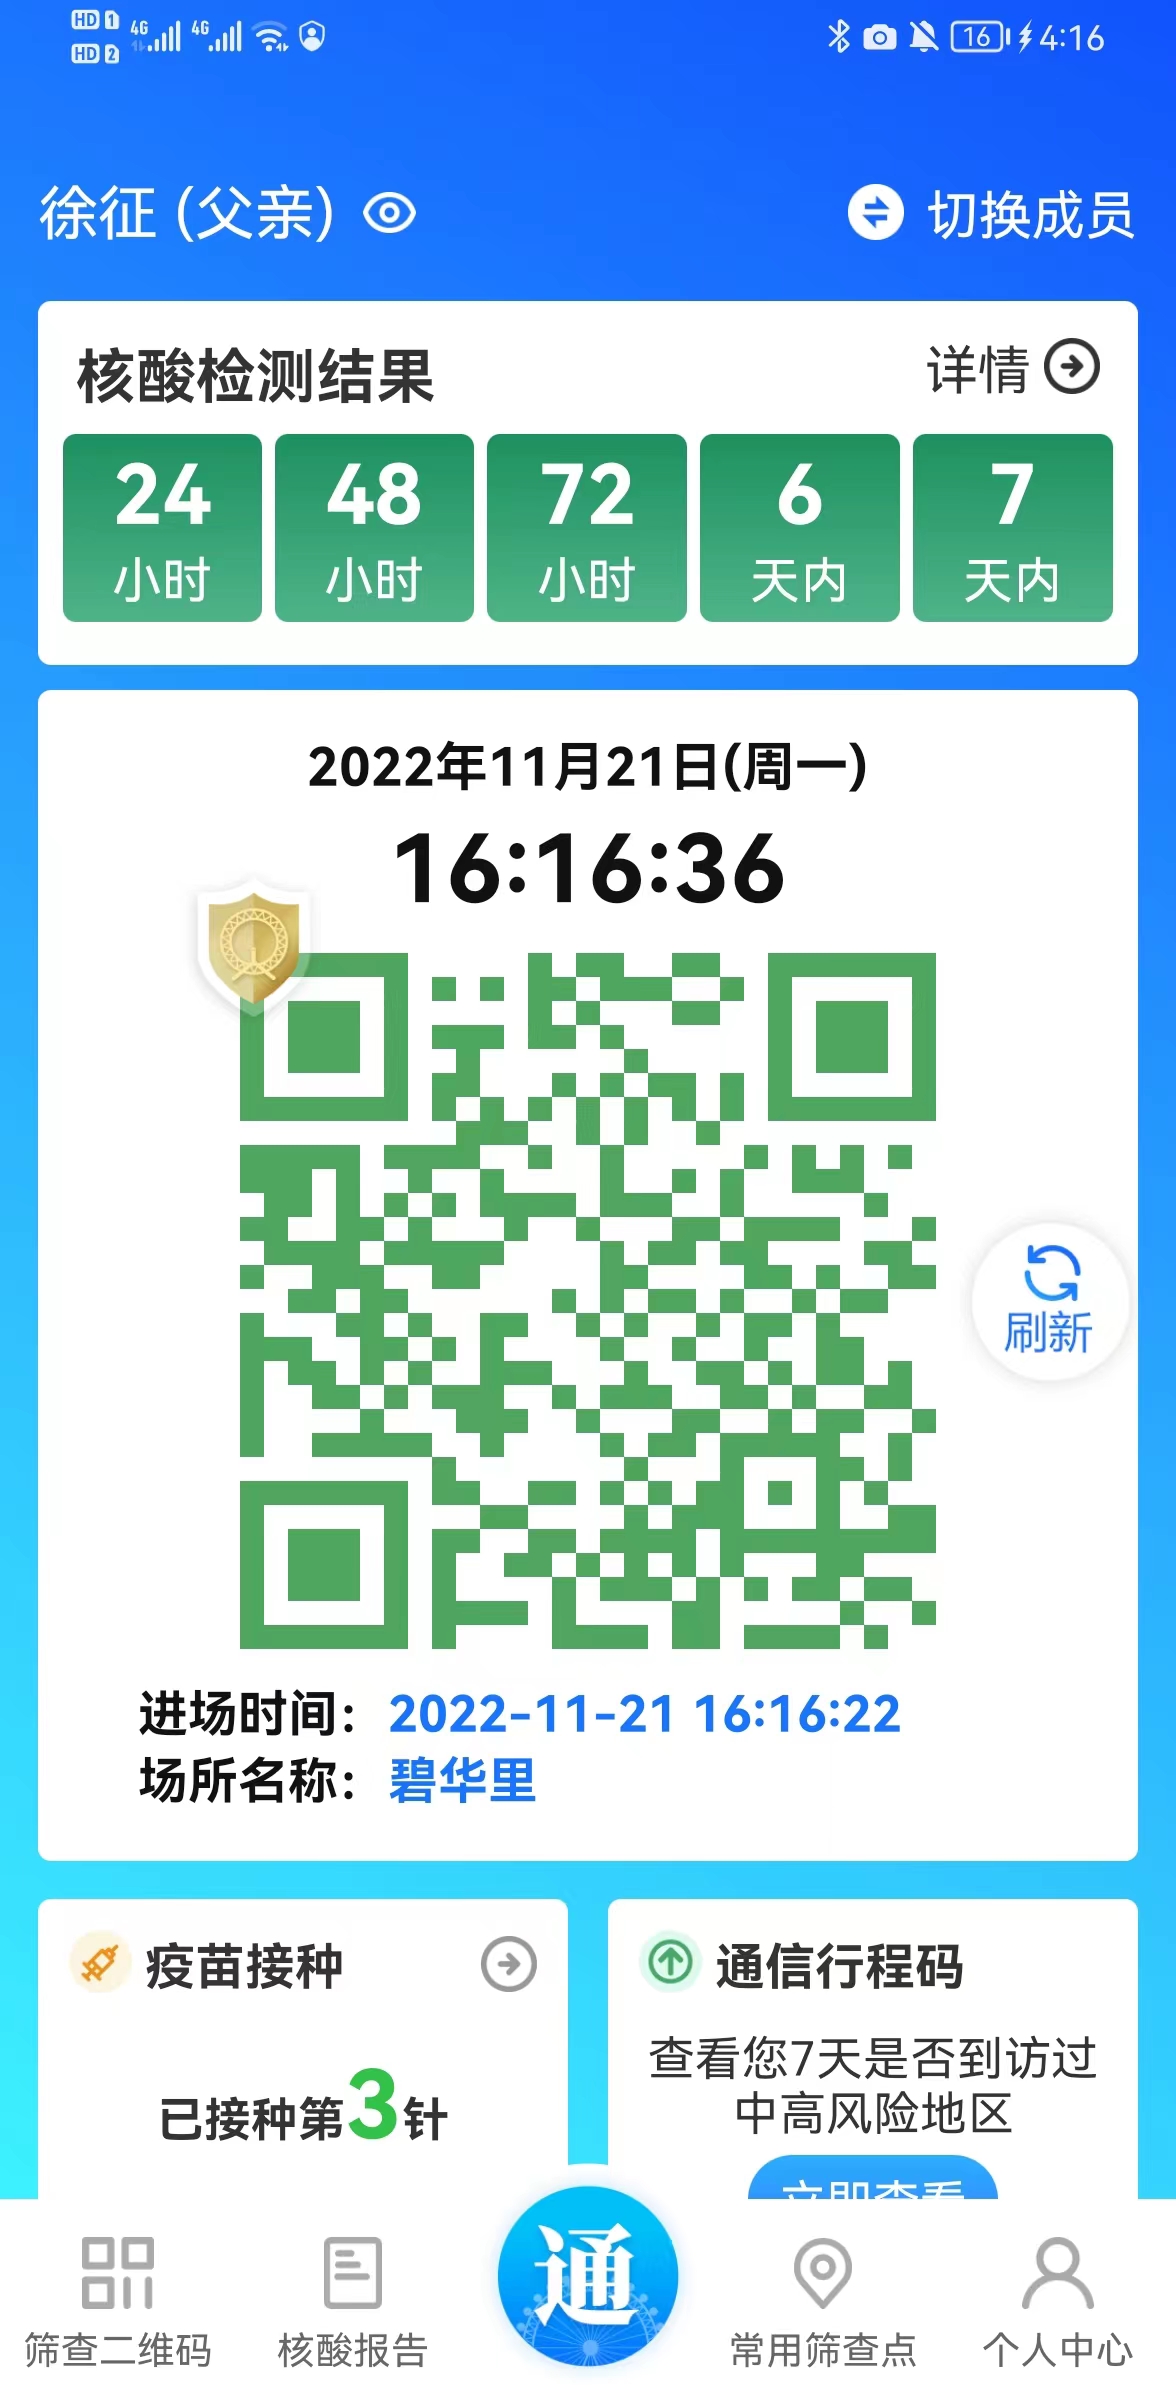 HD 1 4G 4G 16 4:16
HD 2
徐征 (父亲) 切换成员
核酸检测结果 详情
24 48 72 6 7
小时 小时 小时 天内 天内
2022年11月21日(周一)
16:16:36
刷新
进场时间： 2022-11-21 16:16:22
场所名称： 碧华里
疫苗接种
已接种第3针
通信行程码
查看您7天是否到访过
中高风险地区
立即查看
筛查二维码 核酸报告 通 常用筛查点 个人中心